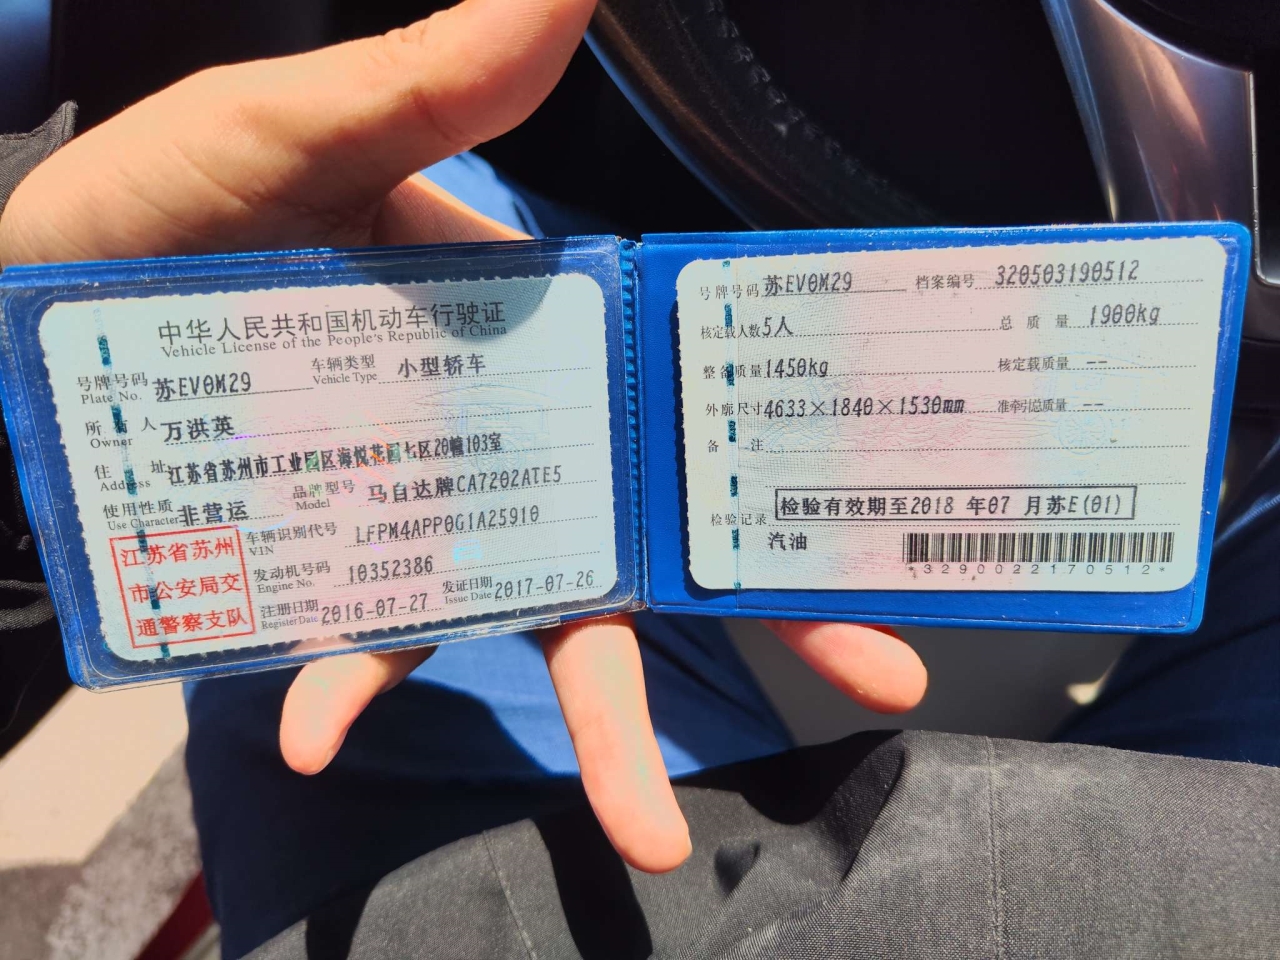 中华人民共和国机动车行驶证
Vehicle License of the People's Republic of China
号牌号码 苏EV0M29 车辆类型 小型轿车
Plate No. Vehicle Type
所有人 万洪英
Owner
住址 江苏省苏州市工业园区海悦花园七区20幢103室
Address
使用性质 非营运 品牌型号 马自达牌CA7202ATE5
Use Character Model
车辆识别代号 LFPM4APP0G1A25910
VIN
发动机号码 10352386
Engine No.
注册日期 2016-07-27 发证日期 2017-07-26
Register Date Issue Date
江苏省苏州
市公安局交
通警察支队
号牌号码 苏EV0M29 档案编号 320503190512
核定载人数 5人 总质量 1900kg
整备质量 1450kg 核定载质量 --
外廓尺寸 4633×1840×1530mm 准牵引总质量 --
备注
检验记录 检验有效期至2018 年07 月苏E(01)
汽油
*3290022170512*